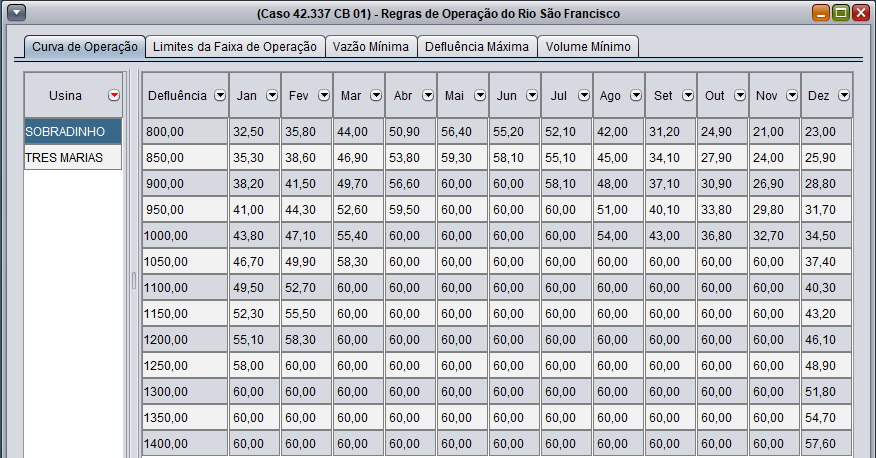 (Caso 42.337 CB 01) - Regras de Operação do Rio São Francisco
Curva de Operação Limites da Faixa de Operação Vazão Mínima Defluência Máxima Volume Mínimo
Usina Defluência Jan Fev Mar Abr Mai Jun Jul Ago Set Out Nov Dez
SOBRADINHO 800,00 32,50 35,80 44,00 50,90 56,40 55,20 52,10 42,00 31,20 24,90 21,00 23,00
TRES MARIAS 850,00 35,30 38,60 46,90 53,80 59,30 58,10 55,10 45,00 34,10 27,90 24,00 25,90
900,00 38,20 41,50 49,70 56,60 60,00 60,00 58,10 48,00 37,10 30,90 26,90 28,80
950,00 41,00 44,30 52,60 59,50 60,00 60,00 60,00 51,00 40,10 33,80 29,80 31,70
1000,00 43,80 47,10 55,40 60,00 60,00 60,00 60,00 54,00 43,00 36,80 32,70 34,50
1050,00 46,70 49,90 58,30 60,00 60,00 60,00 60,00 60,00 60,00 60,00 60,00 37,40
1100,00 49,50 52,70 60,00 60,00 60,00 60,00 60,00 60,00 60,00 60,00 60,00 40,30
1150,00 52,30 55,50 60,00 60,00 60,00 60,00 60,00 60,00 60,00 60,00 60,00 43,20
1200,00 55,10 58,30 60,00 60,00 60,00 60,00 60,00 60,00 60,00 60,00 60,00 46,10
1250,00 58,00 60,00 60,00 60,00 60,00 60,00 60,00 60,00 60,00 60,00 60,00 48,90
1300,00 60,00 60,00 60,00 60,00 60,00 60,00 60,00 60,00 60,00 60,00 60,00 51,80
1350,00 60,00 60,00 60,00 60,00 60,00 60,00 60,00 60,00 60,00 60,00 60,00 54,70
1400,00 60,00 60,00 60,00 60,00 60,00 60,00 60,00 60,00 60,00 60,00 60,00 57,60